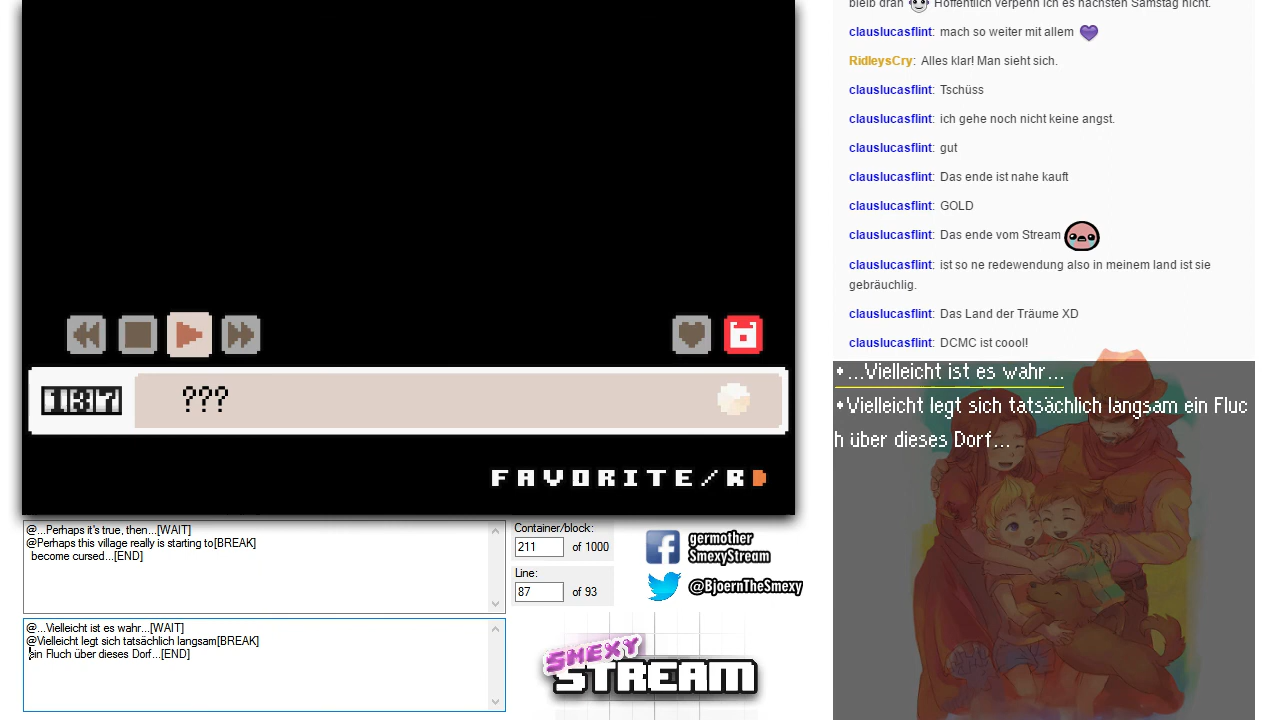 bleib dran Hoffentlich verpenn ich es nächsten Samstag nicht.
clauslucasflint: mach so weiter mit allem
RidleysCry: Alles klar! Man sieht sich.
clauslucasflint: Tschüss
clauslucasflint: ich gehe noch nicht keine angst.
clauslucasflint: gut
clauslucasflint: Das ende ist nahe kauft
clauslucasflint: GOLD
clauslucasflint: Das ende vom Stream
clauslucasflint: ist so ne redewendung also in meinem land ist sie
gebräuchlig.
clauslucasflint: Das Land der Träume XD
clauslucasflint: DCMC ist coool!
•...Vielleicht ist es wahr...
•Vielleicht legt sich tatsächlich langsam ein Fluc
h über dieses Dorf...
137 ???
FAVORITE/R
@...Perhaps it's true, then...[WAIT]
@Perhaps this village really is starting to[BREAK]
become cursed...[END]
@...Vielleicht ist es wahr...[WAIT]
@Vielleicht legt sich tatsächlich langsam[BREAK]
ein Fluch über dieses Dorf...[END]
Container/block:
211 of 1000
Line:
87 of 93
germother
SmexyStream
@BjoernTheSmexy
SMEXY
STREAM